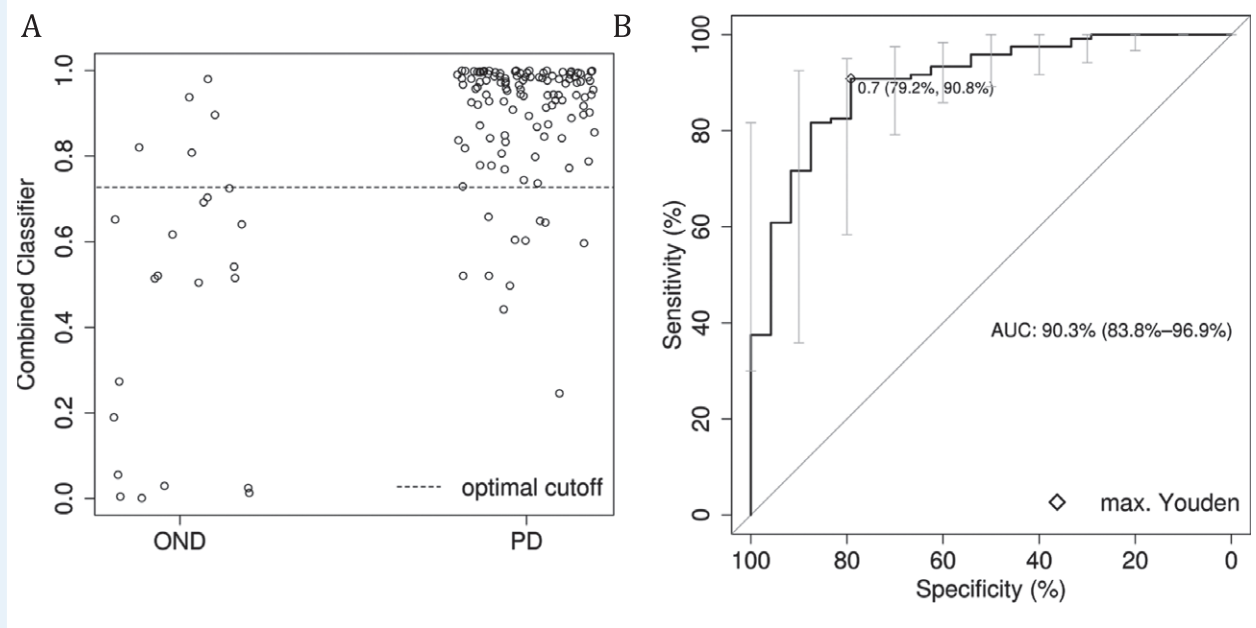 A
Combined Classifier
1.0
0.8
0.6
0.4
0.2
0.0
optimal cutoff
OND PD
B
Sensitivity (%)
100
80
60
40
20
0
0.7 (79.2%, 90.8%)
AUC: 90.3% (83.8%–96.9%)
max. Youden
100 80 60 40 20 0
Specificity (%)